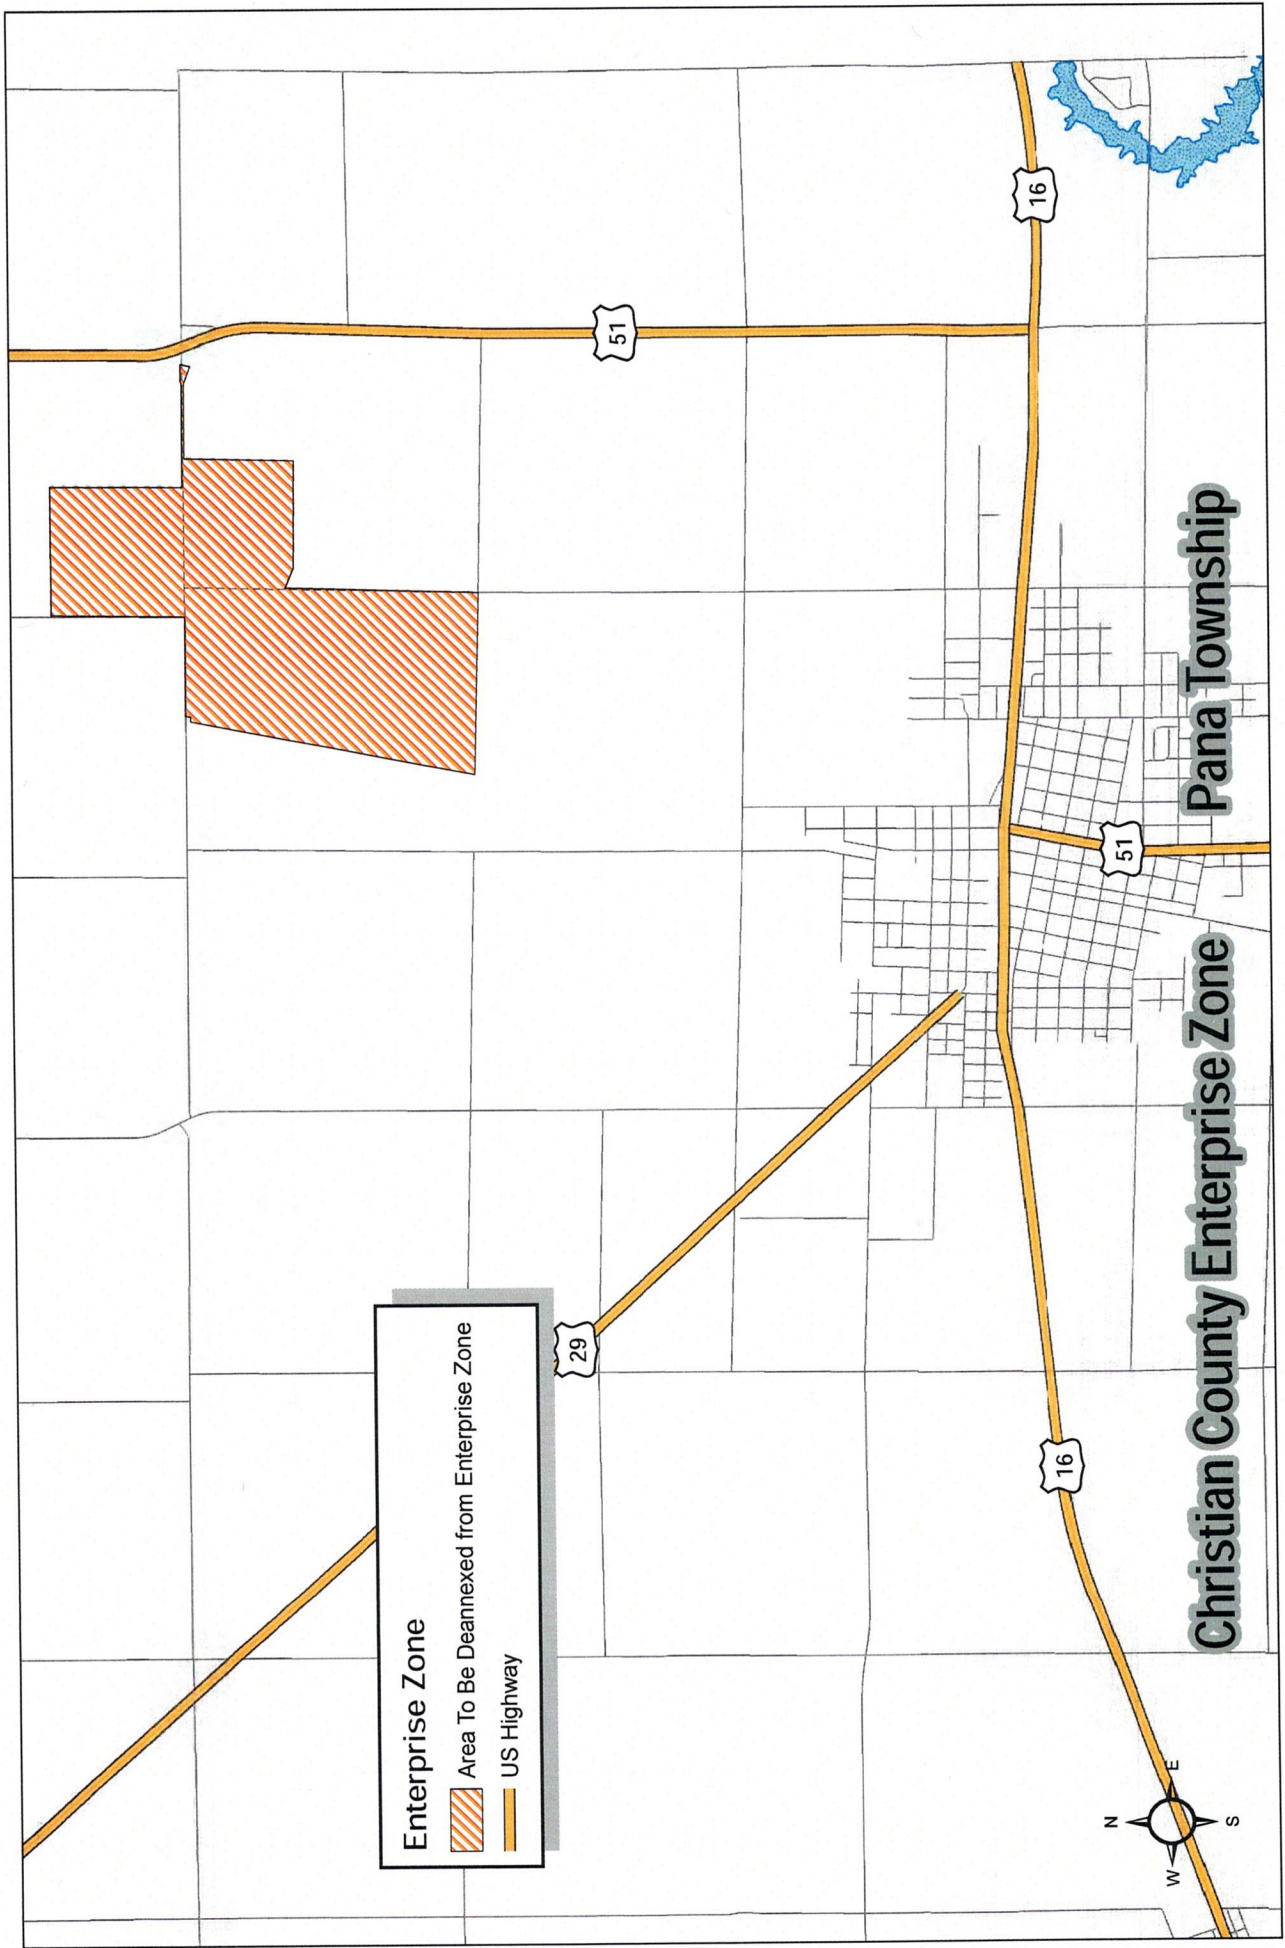 Enterprise Zone
Area To Be Deannexed from Enterprise Zone
US Highway
29
51
16
16
51
N
W
E
S
Christian County Enterprise Zone
Pana Township